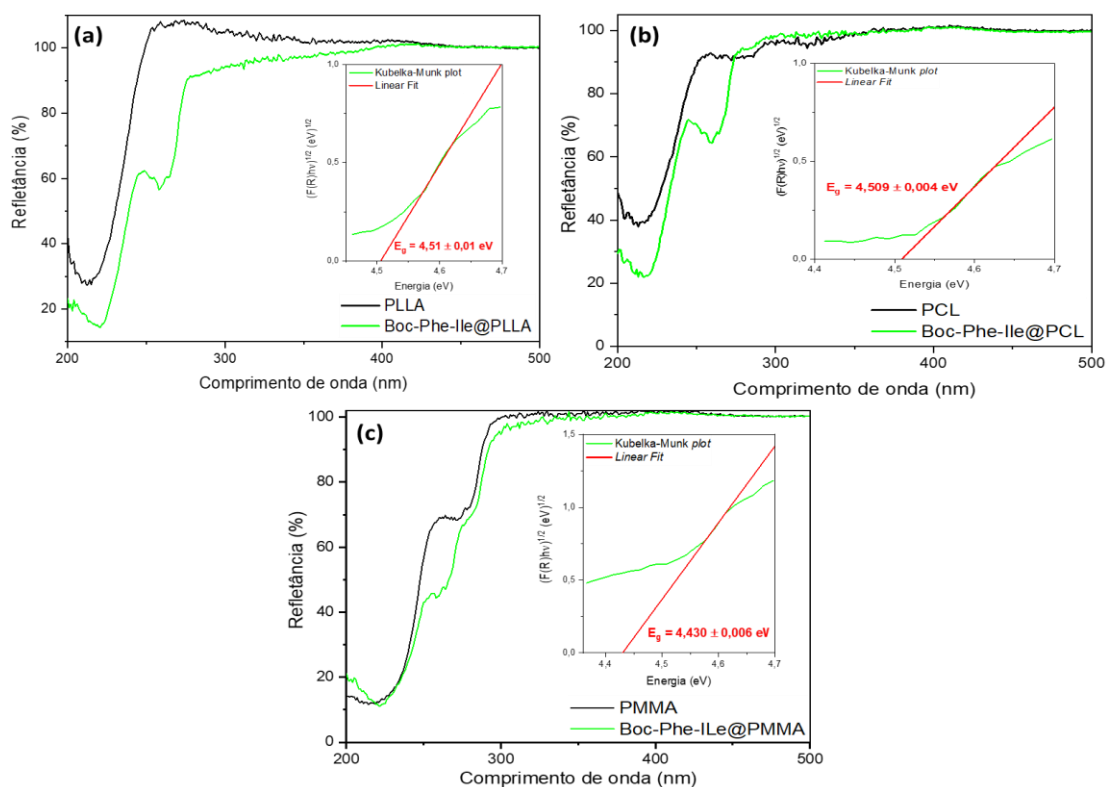 (a)
100
80
60
40
20
200
300
400
500
Refletância (%)
Comprimento de onda (nm)
PLLA
Boc-Phe-Ile@PLLA
1,0
0,5
0,0
4,5
4,6
4,7
(F(R)hν)^1/2 (eV)^1/2
Energia (eV)
Kubelka-Munk plot
Linear Fit
E_g = 4,51 ± 0,01 eV
(b)
100
80
60
40
20
0
200
300
400
500
Refletância (%)
Comprimento de onda (nm)
PCL
Boc-Phe-Ile@PCL
1,0
0,5
0,0
4,4
4,5
4,6
4,7
(F(R)hν)^1/2 (eV)^1/2
Energia (eV)
Kubelka-Munk plot
Linear Fit
E_g = 4,509 ± 0,004 eV
(c)
100
80
60
40
20
0
200
300
400
500
Refletância (%)
Comprimento de onda (nm)
PMMA
Boc-Phe-ILe@PMMA
1,5
1,0
0,5
0,0
4,4
4,5
4,6
4,7
(F(R)hν)^1/2 (eV)^1/2
Energia (eV)
Kubelka-Munk plot
Linear Fit
E_g = 4,430 ± 0,006 eV